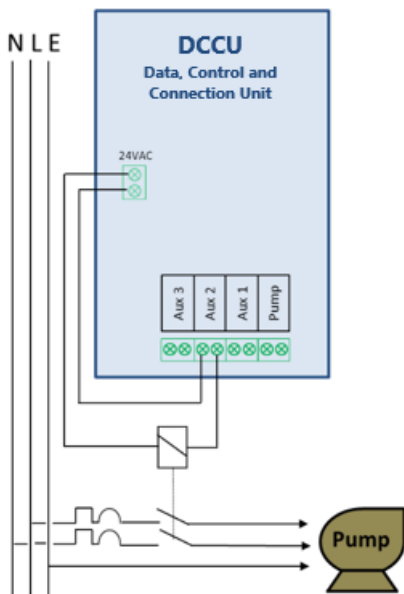 N L E
DCCU
Data, Control and
Connection Unit
24VAC
Aux 3
Aux 2
Aux 1
Pump
Pump